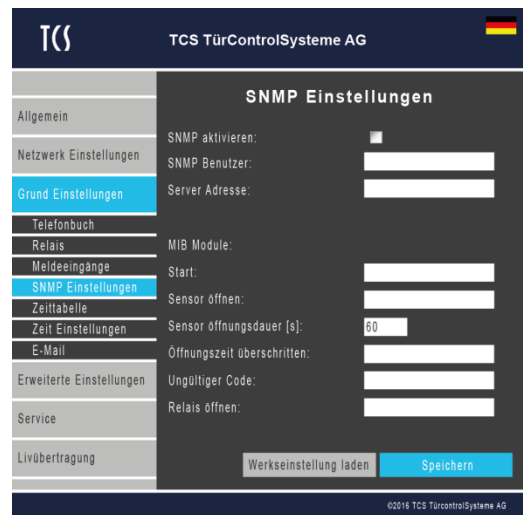 TCS
TCS TürControlSysteme AG
Allgemein
Netzwerk Einstellungen
Grund Einstellungen
Telefonbuch
Relais
Meldeeingänge
SNMP Einstellungen
Zeittabelle
Zeit Einstellungen
E-Mail
Erweiterte Einstellungen
Service
Livübertragung
SNMP Einstellungen
SNMP aktivieren:
SNMP Benutzer:
Server Adresse:
MIB Module:
Start:
Sensor öffnen:
Sensor öffnungsdauer [s]: 60
Öffnungszeit überschritten:
Ungültiger Code:
Relais öffnen:
Werkseinstellung laden Speichern
©2016 TCS TürcontrolSysteme AG